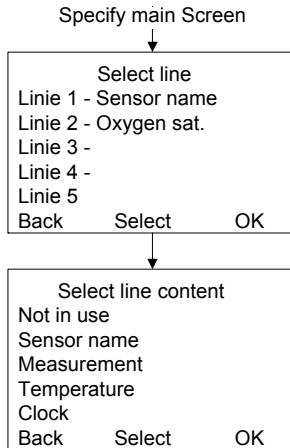 Specify main Screen
Select line
Linie 1 - Sensor name
Linie 2 - Oxygen sat.
Linie 3 -
Linie 4 -
Linie 5
Back Select OK
Select line content
Not in use
Sensor name
Measurement
Temperature
Clock
Back Select OK